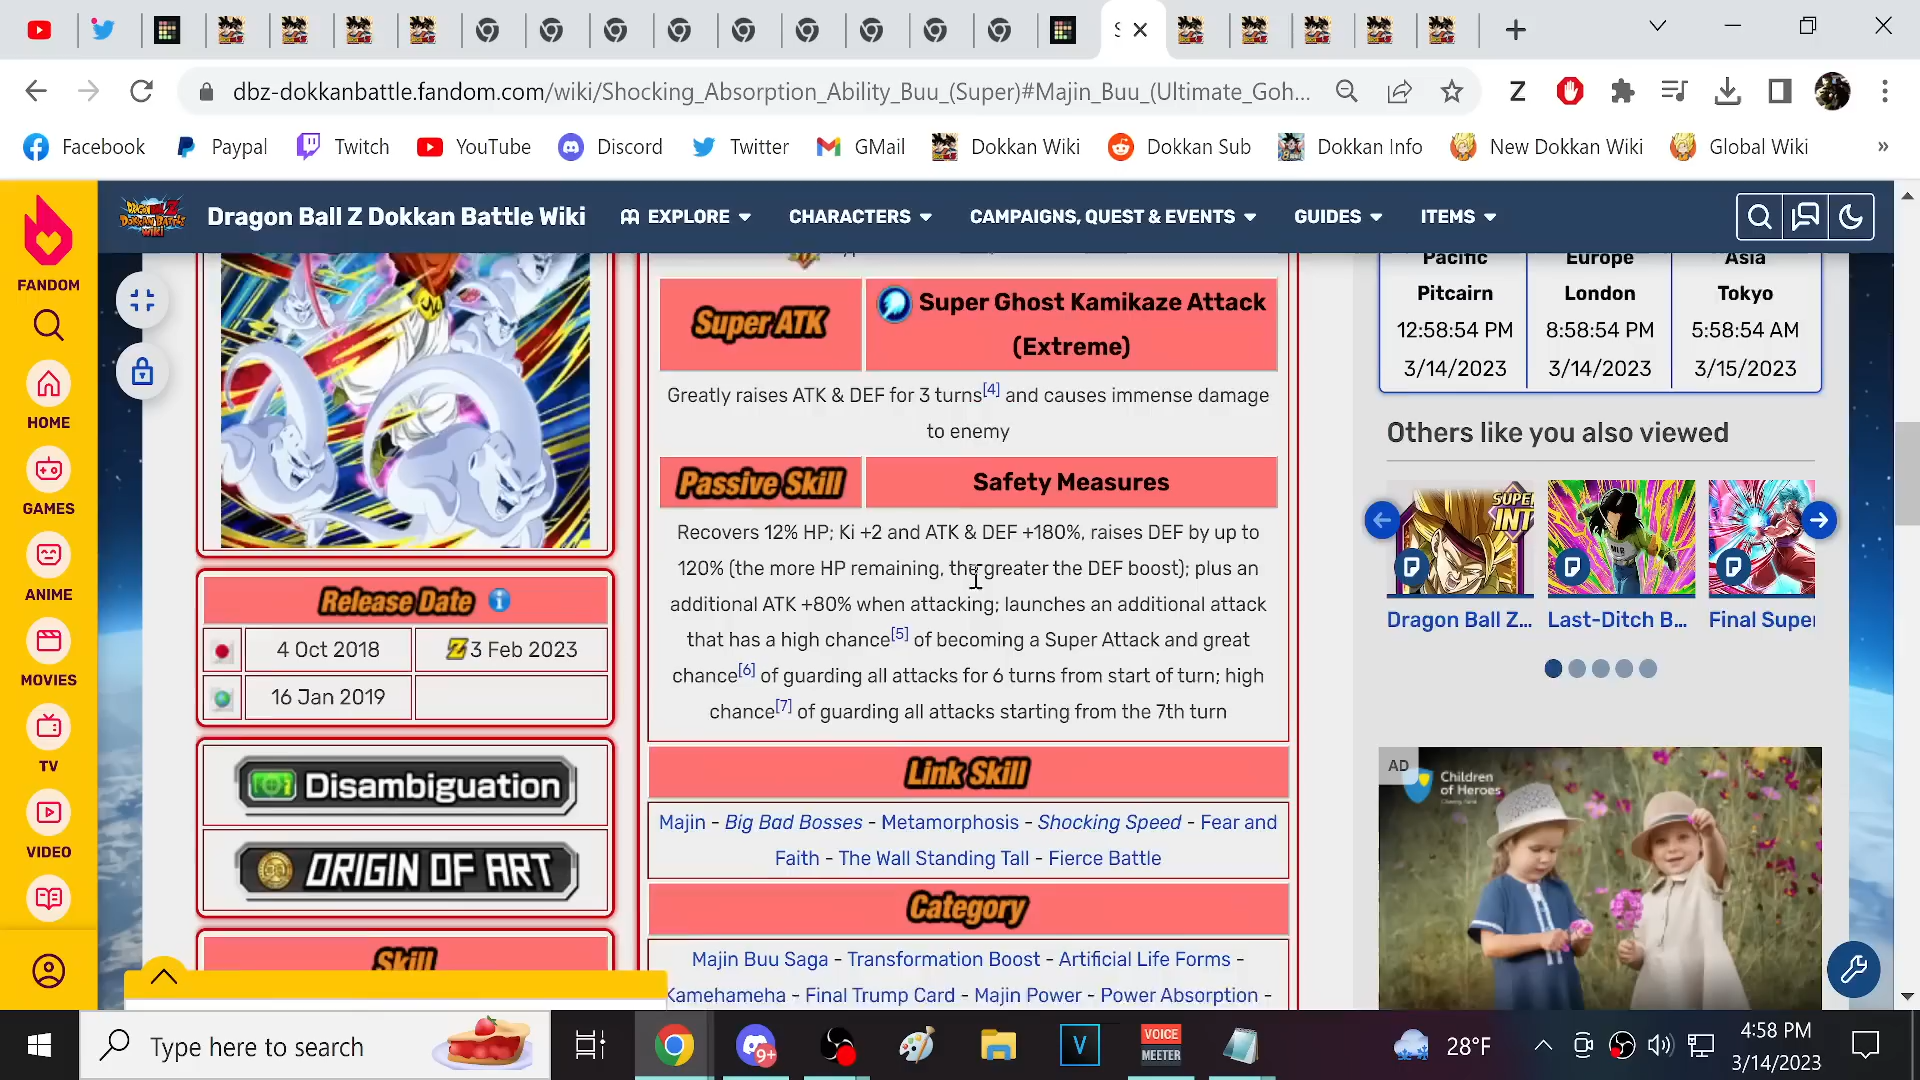 S
dbz-dokkanbattle.fandom.com/wiki/Shocking_Absorption_Ability_Buu_(Super)#Majin_Buu_(Ultimate_Goh...
Z
Facebook Paypal Twitch YouTube Discord Twitter GMail Dokkan Wiki Dokkan Sub Dokkan Info New Dokkan Wiki Global Wiki »
Dragon Ball Z Dokkan Battle Wiki EXPLORE CHARACTERS CAMPAIGNS, QUEST & EVENTS GUIDES ITEMS
FANDOM
HOME
GAMES
ANIME
MOVIES
TV
VIDEO
Super ATK
Super Ghost Kamikaze Attack
(Extreme)
Greatly raises ATK & DEF for 3 turns[4] and causes immense damage
to enemy
Passive Skill
Safety Measures
Recovers 12% HP; Ki +2 and ATK & DEF +180%, raises DEF by up to
120% (the more HP remaining, the greater the DEF boost); plus an
additional ATK +80% when attacking; launches an additional attack
that has a high chance[5] of becoming a Super Attack and great
chance[6] of guarding all attacks for 6 turns from start of turn; high
chance[7] of guarding all attacks starting from the 7th turn
Link Skill
Majin - Big Bad Bosses - Metamorphosis - Shocking Speed - Fear and
Faith - The Wall Standing Tall - Fierce Battle
Category
Majin Buu Saga - Transformation Boost - Artificial Life Forms -
Kamehameha - Final Trump Card - Majin Power - Power Absorption -
Release Date
4 Oct 2018 Z 3 Feb 2023
16 Jan 2019
Disambiguation
ORIGIN OF ART
Skill
Pacific Europe Asia
Pitcairn London Tokyo
12:58:54 PM 8:58:54 PM 5:58:54 AM
3/14/2023 3/14/2023 3/15/2023
Others like you also viewed
SUPER
INT
Dragon Ball Z... Last-Ditch B... Final Super
AD
Children
of Heroes
Type here to search
9+
V
VOICE
MEETER
28°F
4:58 PM
3/14/2023